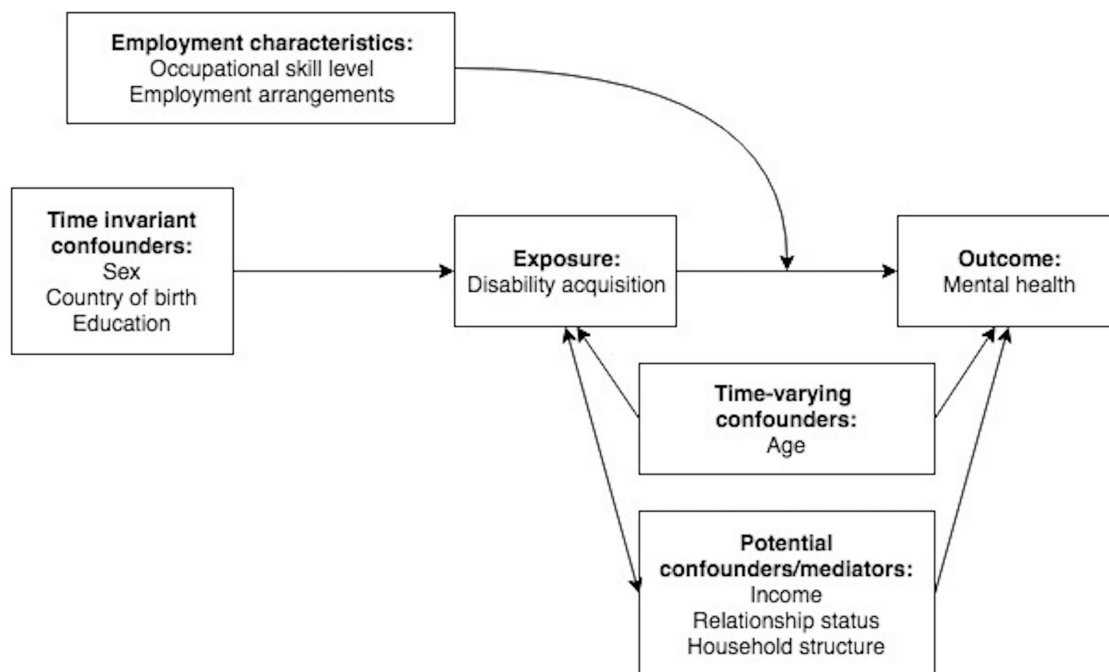 Employment characteristics:
Occupational skill level
Employment arrangements
Time invariant
confounders:
Sex
Country of birth
Education
Exposure:
Disability acquisition
Outcome:
Mental health
Time-varying
confounders:
Age
Potential
confounders/mediators:
Income
Relationship status
Household structure